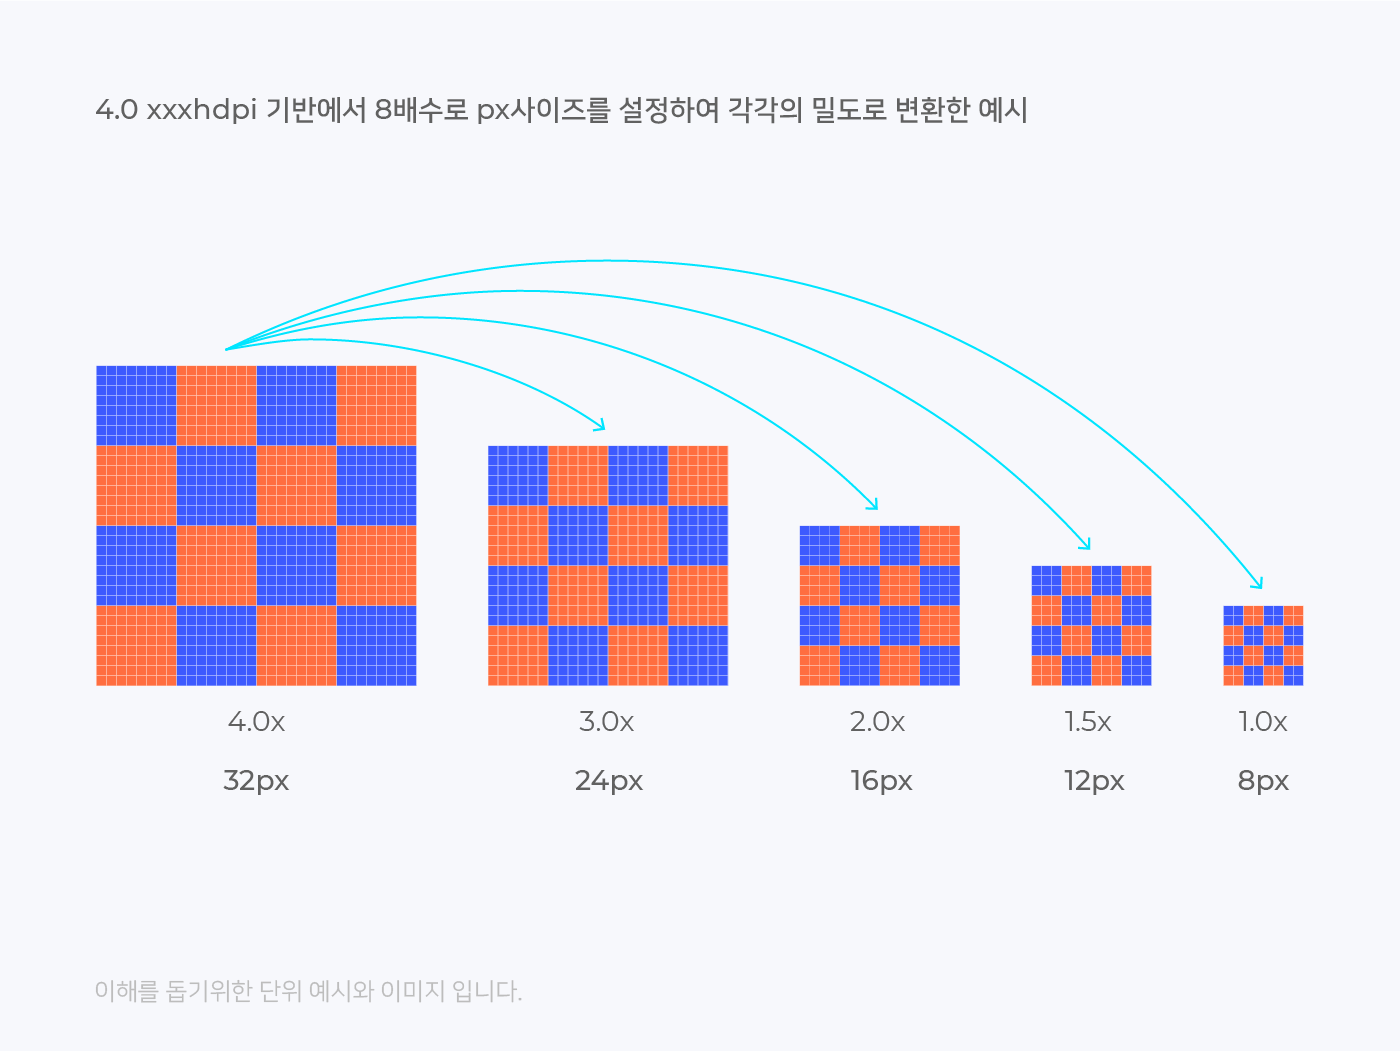 4.0 xxxhdpi 기반에서 8배수로 px사이즈를 설정하여 각각의 밀도로 변환한 예시
4.0x 3.0x 2.0x 1.5x 1.0x
32px 24px 16px 12px 8px
이해를 돕기위한 단위 예시와 이미지 입니다.